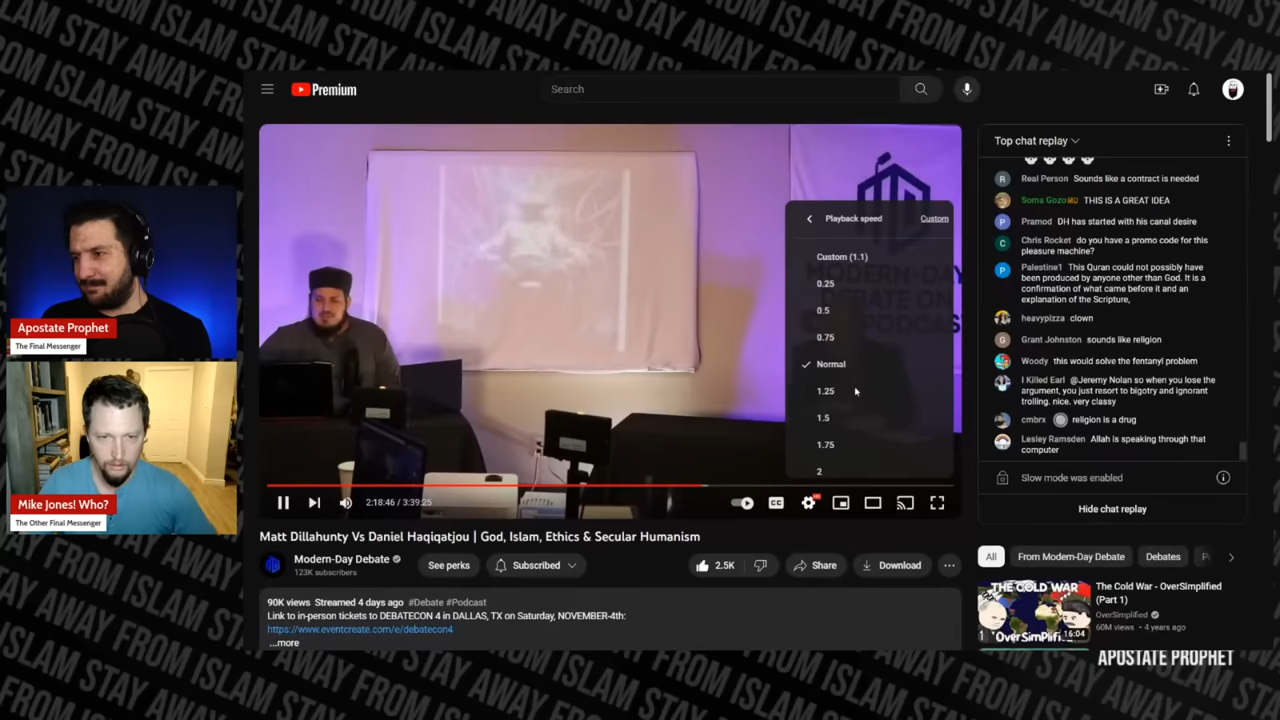 STAY AWAY FROM ISLAM
Premium
Search
Top chat replay
Real Person Sounds like a contract is needed
Soma Gozo THIS IS A GREAT IDEA
Pramod DH has started with his canal desire
Chris Rocket do you have a promo code for this
pleasure machine?
Palestine1 This Quran could not possibly have
been produced by anyone other than God. It is a
confirmation of what came before it and an
explanation of the Scripture,
heavypizza clown
Grant Johnston sounds like religion
Woody this would solve the fentanyl problem
I Killed Earl @Jeremy Nolan so when you lose the
argument, you just resort to bigotry and ignorant
trolling. nice. very classy
cmbrx religion is a drug
Lesley Ramsden Allah is speaking through that
computer
Slow mode was enabled
Hide chat replay
Playback speed Custom
Custom (1.1)
0.25
0.5
0.75
Normal
1.25
1.5
1.75
2
MODERN-DAY
DEBATE ON
PODCAST
Apostate Prophet
The Final Messenger
Mike Jones! Who?
The Other Final Messenger
2:18:46 / 3:39:25
CC
Matt Dillahunty Vs Daniel Haqiqatjou | God, Islam, Ethics & Secular Humanism
Modern-Day Debate
123K subscribers
See perks
Subscribed
2.5K
Share
Download
90K views Streamed 4 days ago #Debate #Podcast
Link to in-person tickets to DEBATECON 4 in DALLAS, TX on Saturday, NOVEMBER-4th:
https://www.eventcreate.com/e/debatecon4
...more
All
From Modern-Day Debate
Debates
THE COLD WAR
OverSimplifi
16:04
The Cold War - OverSimplified
(Part 1)
OverSimplified
60M views • 4 years ago
APOSTATE PROPHET